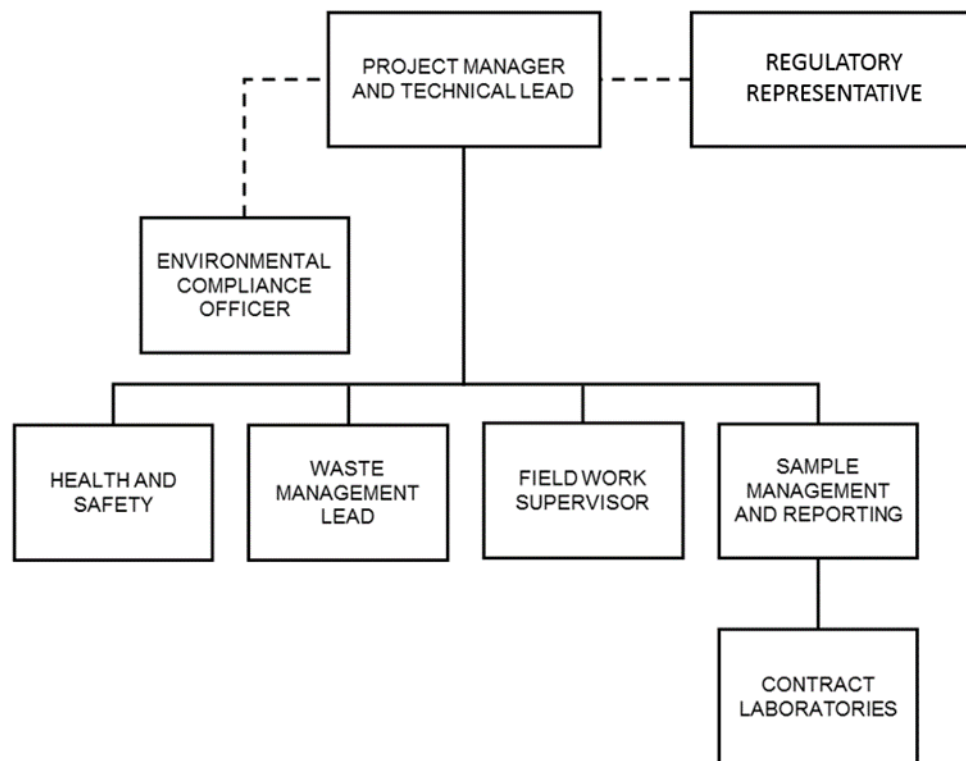 PROJECT MANAGER
AND TECHNICAL LEAD
REGULATORY
REPRESENTATIVE
ENVIRONMENTAL
COMPLIANCE
OFFICER
HEALTH AND
SAFETY
WASTE
MANAGEMENT
LEAD
FIELD WORK
SUPERVISOR
SAMPLE
MANAGEMENT
AND REPORTING
CONTRACT
LABORATORIES